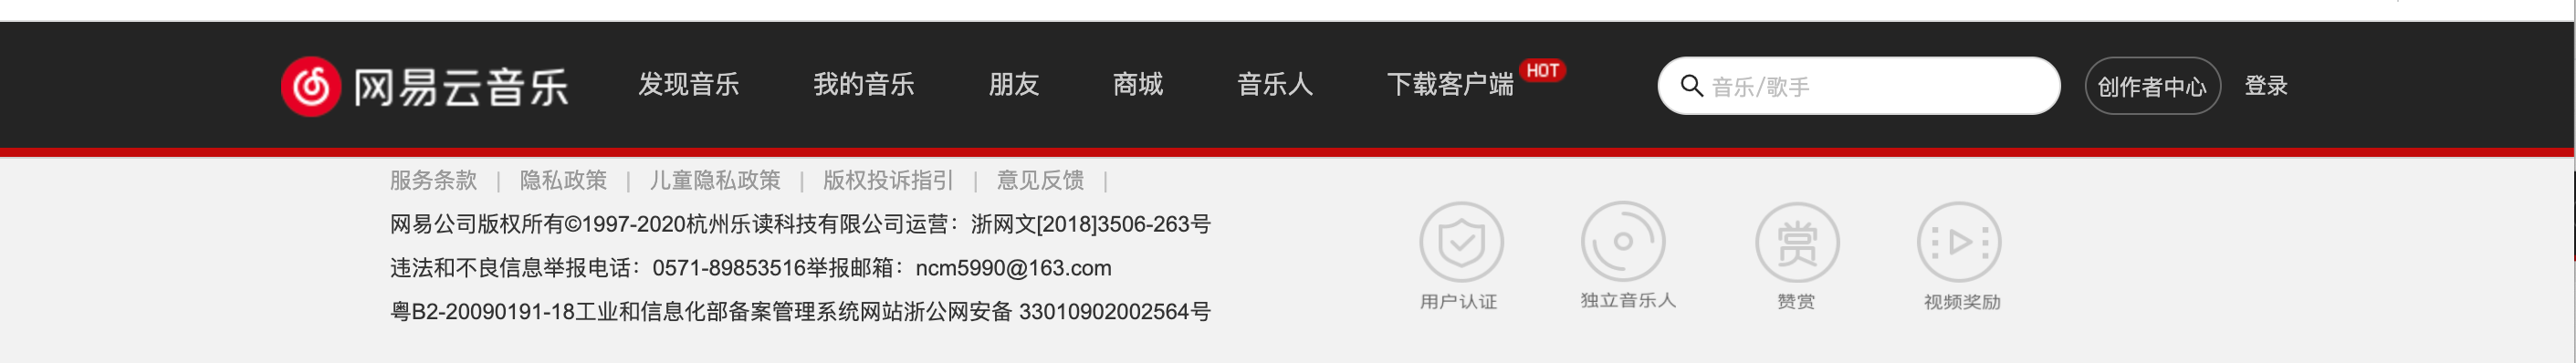 网易云音乐 发现音乐 我的音乐 朋友 商城 音乐人 下载客户端 HOT 音乐/歌手 创作者中心 登录
服务条款 | 隐私政策 | 儿童隐私政策 | 版权投诉指引 | 意见反馈 |
网易公司版权所有©1997-2020杭州乐读科技有限公司运营：浙网文[2018]3506-263号
违法和不良信息举报电话：0571-89853516举报邮箱：ncm5990@163.com
粤B2-20090191-18工业和信息化部备案管理系统网站浙公网安备 33010902002564号
赏
用户认证 独立音乐人 赞赏 视频奖励